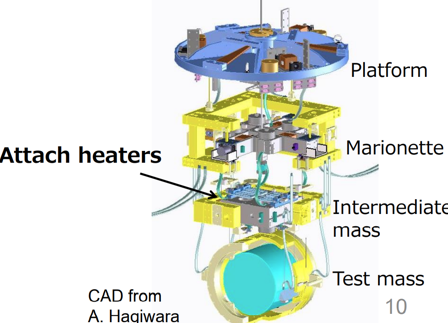 Platform
Marionette
Attach heaters
Intermediate
mass
Test mass
CAD from
A. Hagiwara
10